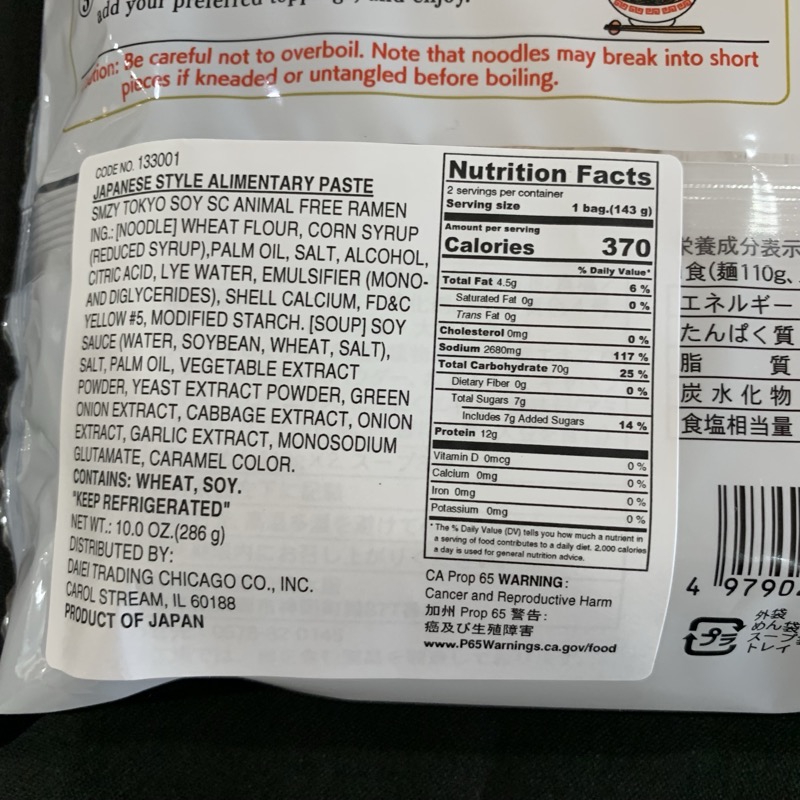 ③ add your preferred
Be careful not to overboil. Note that noodles may break into short
pieces if kneaded or untangled before boiling.
CODE NO. 133001
JAPANESE STYLE ALIMENTARY PASTE
SMZY TOKYO SOY SC ANIMAL FREE RAMEN
ING.: [NOODLE] WHEAT FLOUR, CORN SYRUP
(REDUCED SYRUP),PALM OIL, SALT, ALCOHOL,
CITRIC ACID, LYE WATER, EMULSIFIER (MONO-
AND DIGLYCERIDES), SHELL CALCIUM, FD&C
YELLOW #5, MODIFIED STARCH. [SOUP] SOY
SAUCE (WATER, SOYBEAN, WHEAT, SALT),
SALT, PALM OIL, VEGETABLE EXTRACT
POWDER, YEAST EXTRACT POWDER, GREEN
ONION EXTRACT, CABBAGE EXTRACT, ONION
EXTRACT, GARLIC EXTRACT, MONOSODIUM
GLUTAMATE, CARAMEL COLOR.
CONTAINS: WHEAT, SOY.
"KEEP REFRIGERATED"
NET WT.: 10.0 OZ.(286 g)
DISTRIBUTED BY:
DAIEI TRADING CHICAGO CO., INC.
CAROL STREAM, IL 60188
PRODUCT OF JAPAN
Nutrition Facts
2 servings per container
Serving size 1 bag.(143 g)
Amount per serving
Calories 370
% Daily Value*
Total Fat 4.5g 6 %
Saturated Fat 0g 0 %
Trans Fat 0g
Cholesterol 0mg 0 %
Sodium 2680mg 117 %
Total Carbohydrate 70g 25 %
Dietary Fiber 0g 0 %
Total Sugars 7g
Includes 7g Added Sugars 14 %
Protein 12g
Vitamin D 0mcg 0 %
Calcium 0mg 0 %
Iron 0mg 0 %
Potassium 0mg 0 %
* The % Daily Value (DV) tells you how much a nutrient in
a serving of food contributes to a daily diet. 2.000 calories
a day is used for general nutrition advice.
CA Prop 65 WARNING:
Cancer and Reproductive Harm
加州 Prop 65 警告:
癌及び生殖障害
www.P65Warnings.ca.gov/food
栄養成分表示
食(麺110g、
エネルギー
たんぱく質
脂質
炭水化物
食塩相当量
4 97902
プラ
外袋
めん袋
スープ
トレイ